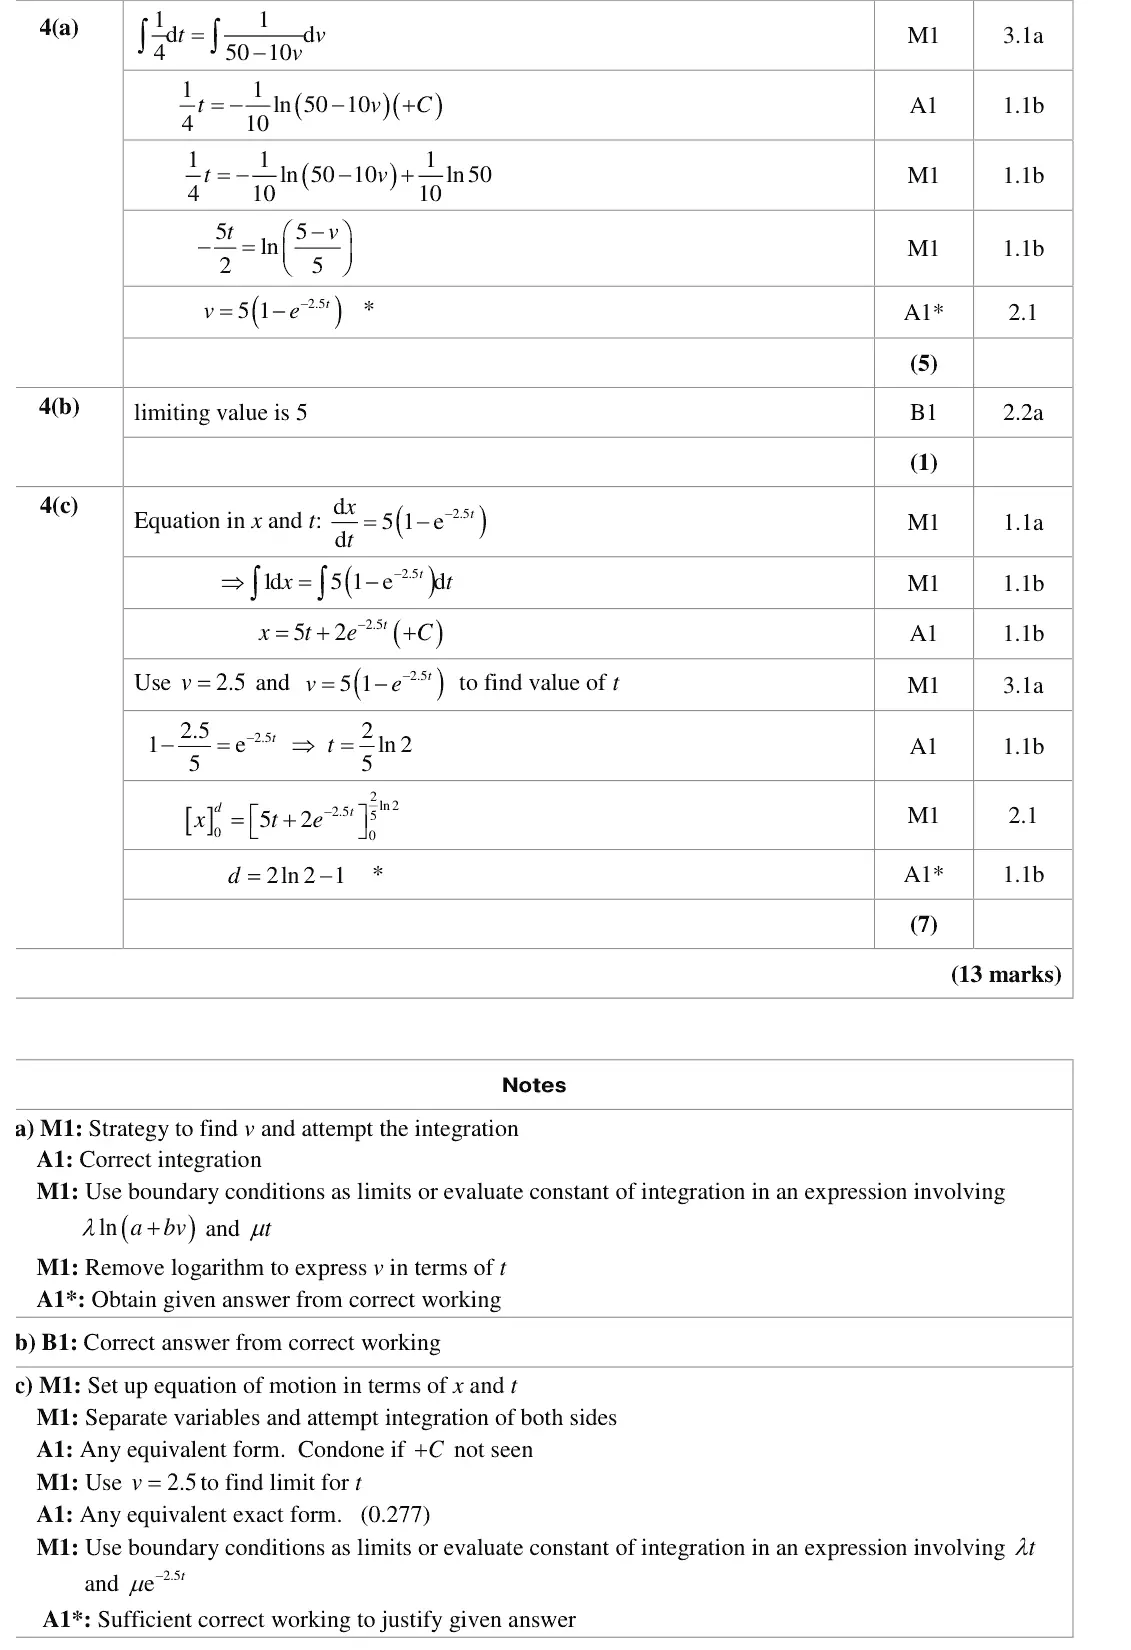 4(a) ∫ 1/4 dt = ∫ 1/(50 − 10v) dv M1 3.1a
1/4 t = − 1/10 ln(50 − 10v)(+C) A1 1.1b
1/4 t = − 1/10 ln(50 − 10v) + 1/10 ln 50 M1 1.1b
− 5t/2 = ln((5 − v)/5) M1 1.1b
v = 5(1 − e^(−2.5t)) * A1* 2.1
(5)
4(b) limiting value is 5 B1 2.2a
(1)
4(c) Equation in x and t: dx/dt = 5(1 − e^(−2.5t)) M1 1.1a
⇒ ∫ 1dx = ∫ 5(1 − e^(−2.5t))dt M1 1.1b
x = 5t + 2e^(−2.5t) (+C) A1 1.1b
Use v = 2.5 and v = 5(1 − e^(−2.5t)) to find value of t M1 3.1a
1 − 2.5/5 = e^(−2.5t) ⇒ t = 2/5 ln 2 A1 1.1b
[x]_0^d = [5t + 2e^(−2.5t)]_0^(2/5 ln 2) M1 2.1
d = 2 ln 2 − 1 * A1* 1.1b
(7)
(13 marks)
Notes
a) M1: Strategy to find v and attempt the integration
A1: Correct integration
M1: Use boundary conditions as limits or evaluate constant of integration in an expression involving
λ ln(a + bv) and μt
M1: Remove logarithm to express v in terms of t
A1*: Obtain given answer from correct working
b) B1: Correct answer from correct working
c) M1: Set up equation of motion in terms of x and t
M1: Separate variables and attempt integration of both sides
A1: Any equivalent form. Condone if +C not seen
M1: Use v = 2.5 to find limit for t
A1: Any equivalent exact form. (0.277)
M1: Use boundary conditions as limits or evaluate constant of integration in an expression involving λt
and μe^(−2.5t)
A1*: Sufficient correct working to justify given answer